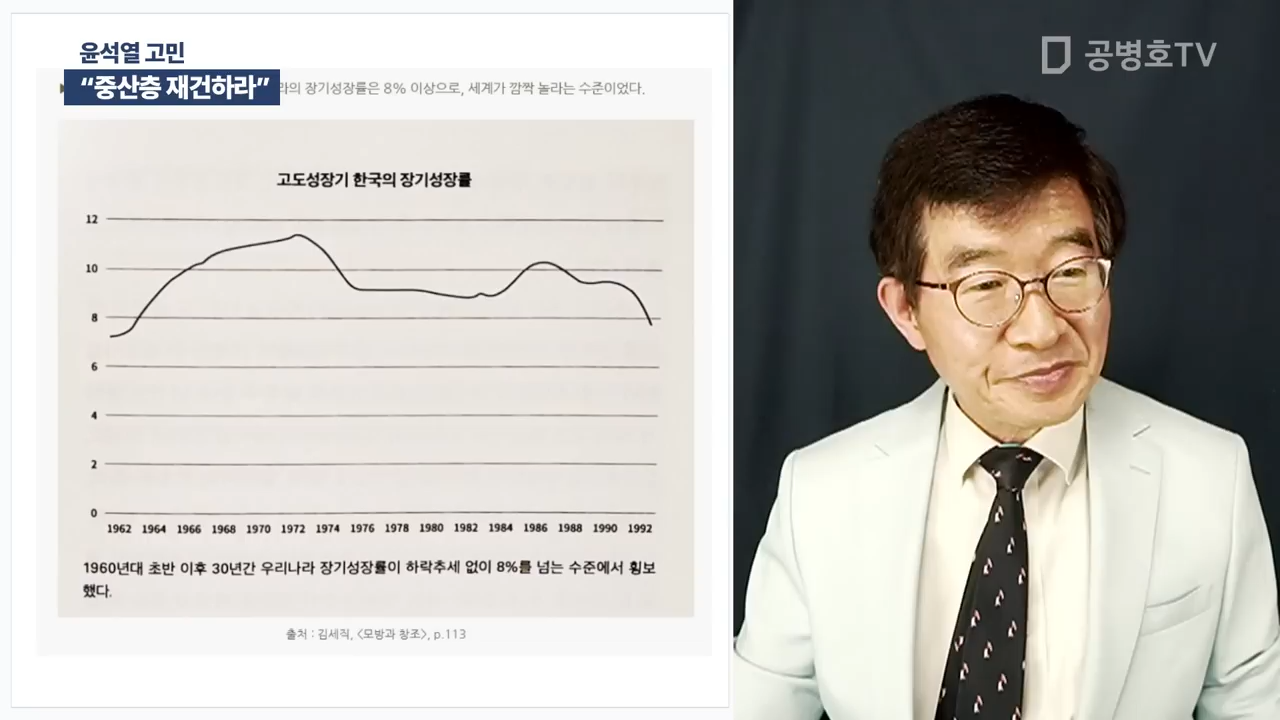 윤석열 고민
“중산층 재건하라”
라의 장기성장률은 8% 이상으로, 세계가 깜짝 놀라는 수준이었다.
공병호TV
고도성장기 한국의 장기성장률
12
10
8
6
4
2
0
1962 1964 1966 1968 1970 1972 1974 1976 1978 1980 1982 1984 1986 1988 1990 1992
1960년대 초반 이후 30년간 우리나라 장기성장률이 하락추세 없이 8%를 넘는 수준에서 횡보
했다.
출처 : 김세직, <모방과 창조>, p.113